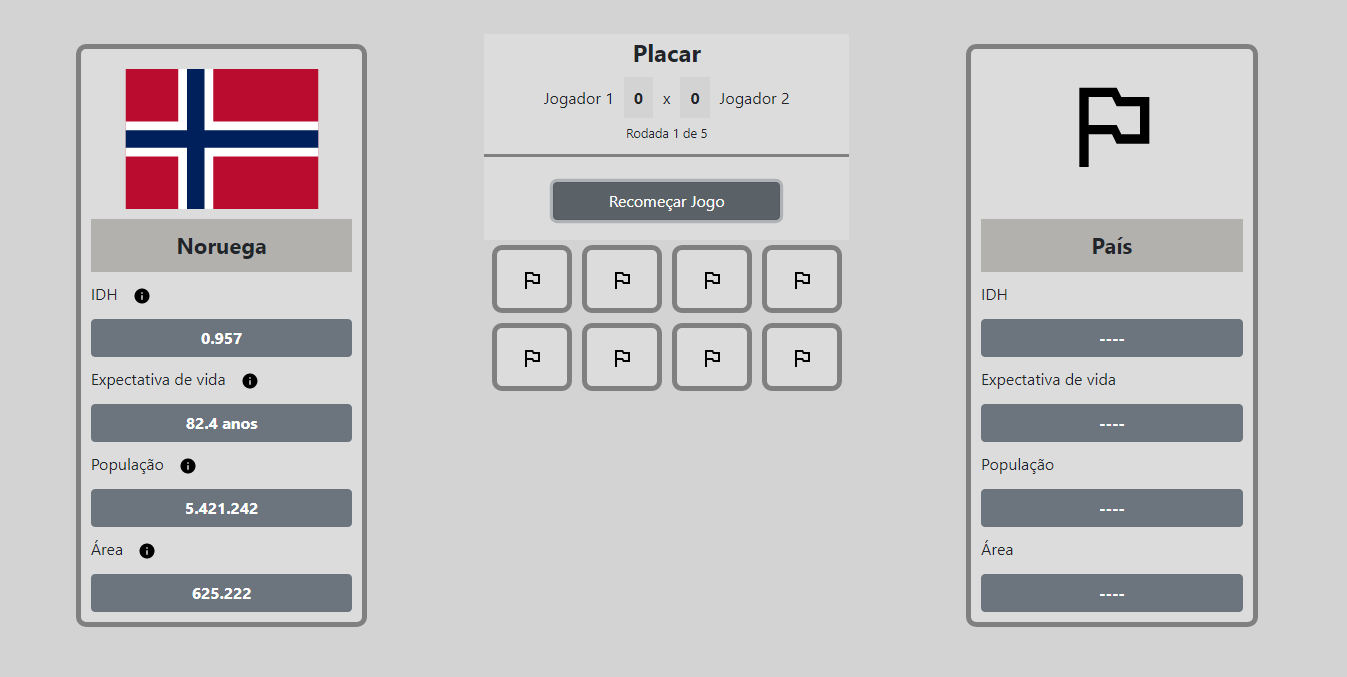 Placar
Jogador 1 0 x 0 Jogador 2
Rodada 1 de 5
Recomeçar Jogo
Noruega
IDH
0.957
Expectativa de vida
82.4 anos
População
5.421.242
Área
625.222
País
IDH
----
Expectativa de vida
----
População
----
Área
----